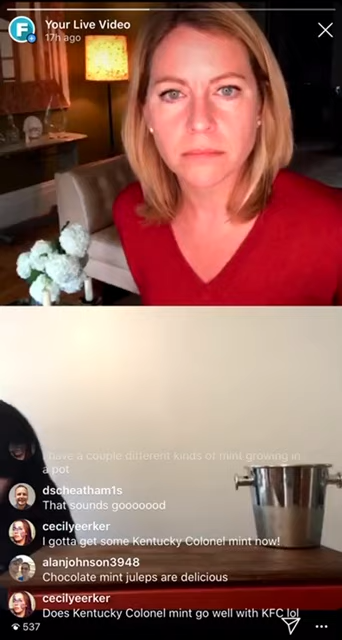 F
Your Live Video
17h ago
I have a couple different kinds of mint growing in
a pot
dscheatham1s
That sounds gooooood
cecilyeerker
I gotta get some Kentucky Colonel mint now!
alanjohnson3948
Chocolate mint juleps are delicious
cecilyeerker
Does Kentucky Colonel mint go well with KFC lol
537